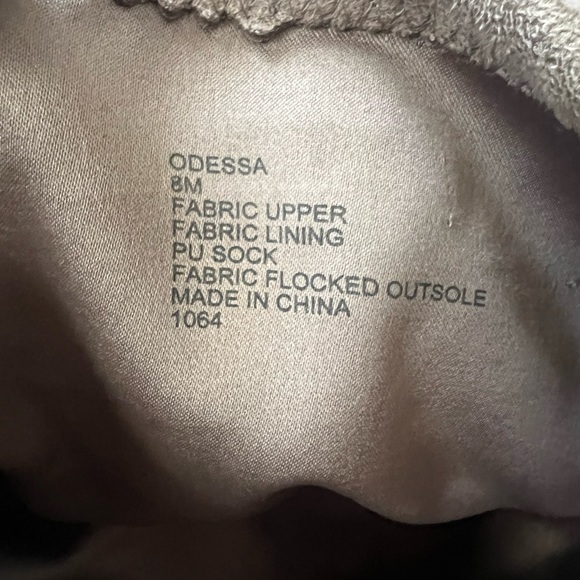 ODESSA
8M
FABRIC UPPER
FABRIC LINING
PU SOCK
FABRIC FLOCKED OUTSOLE
MADE IN CHINA
1064